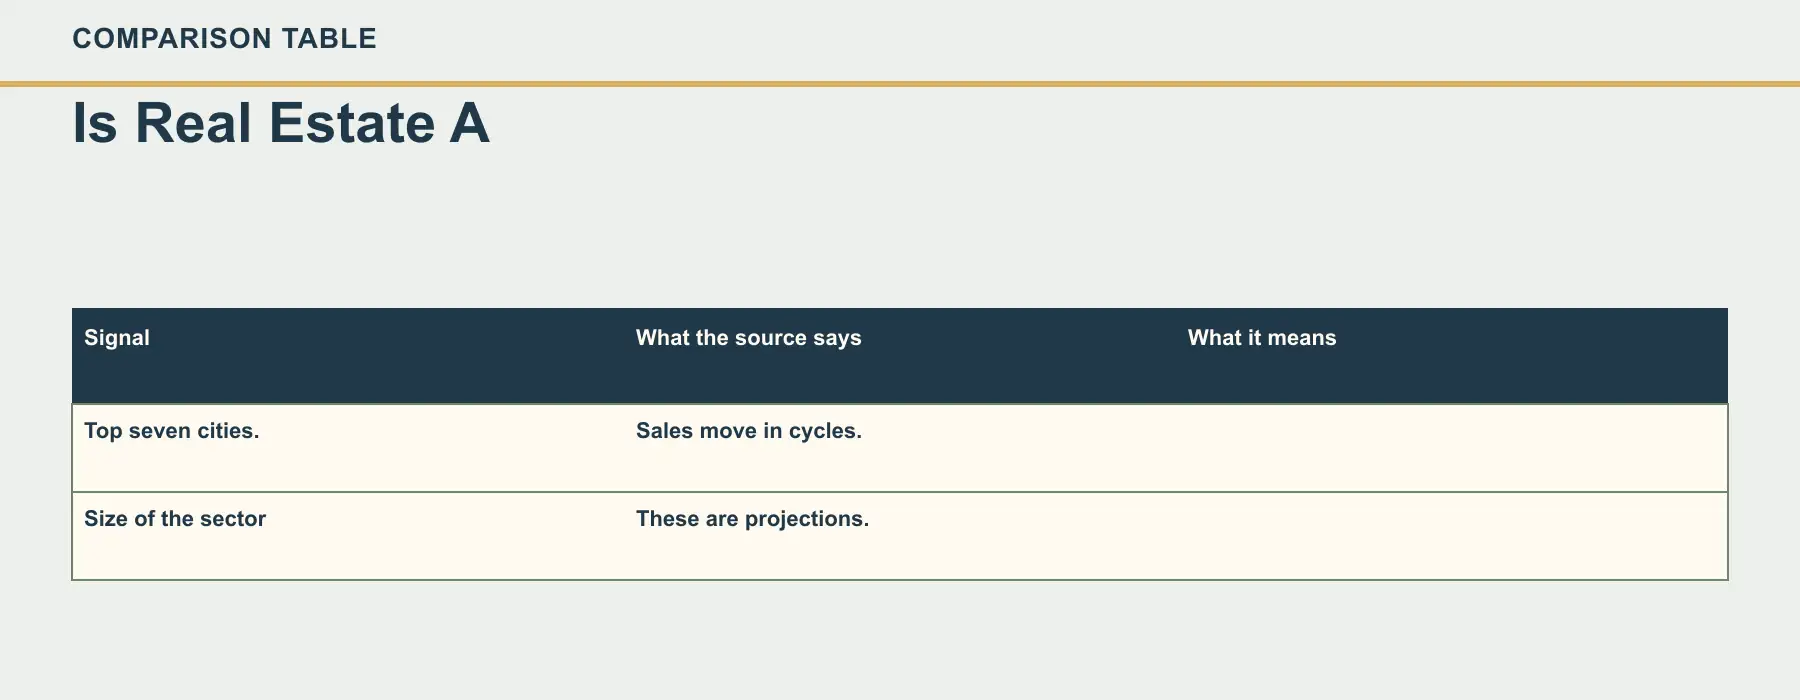 COMPARISON TABLE
Is Real Estate A
Signal What the source says What it means
Top seven cities. Sales move in cycles.
Size of the sector These are projections.